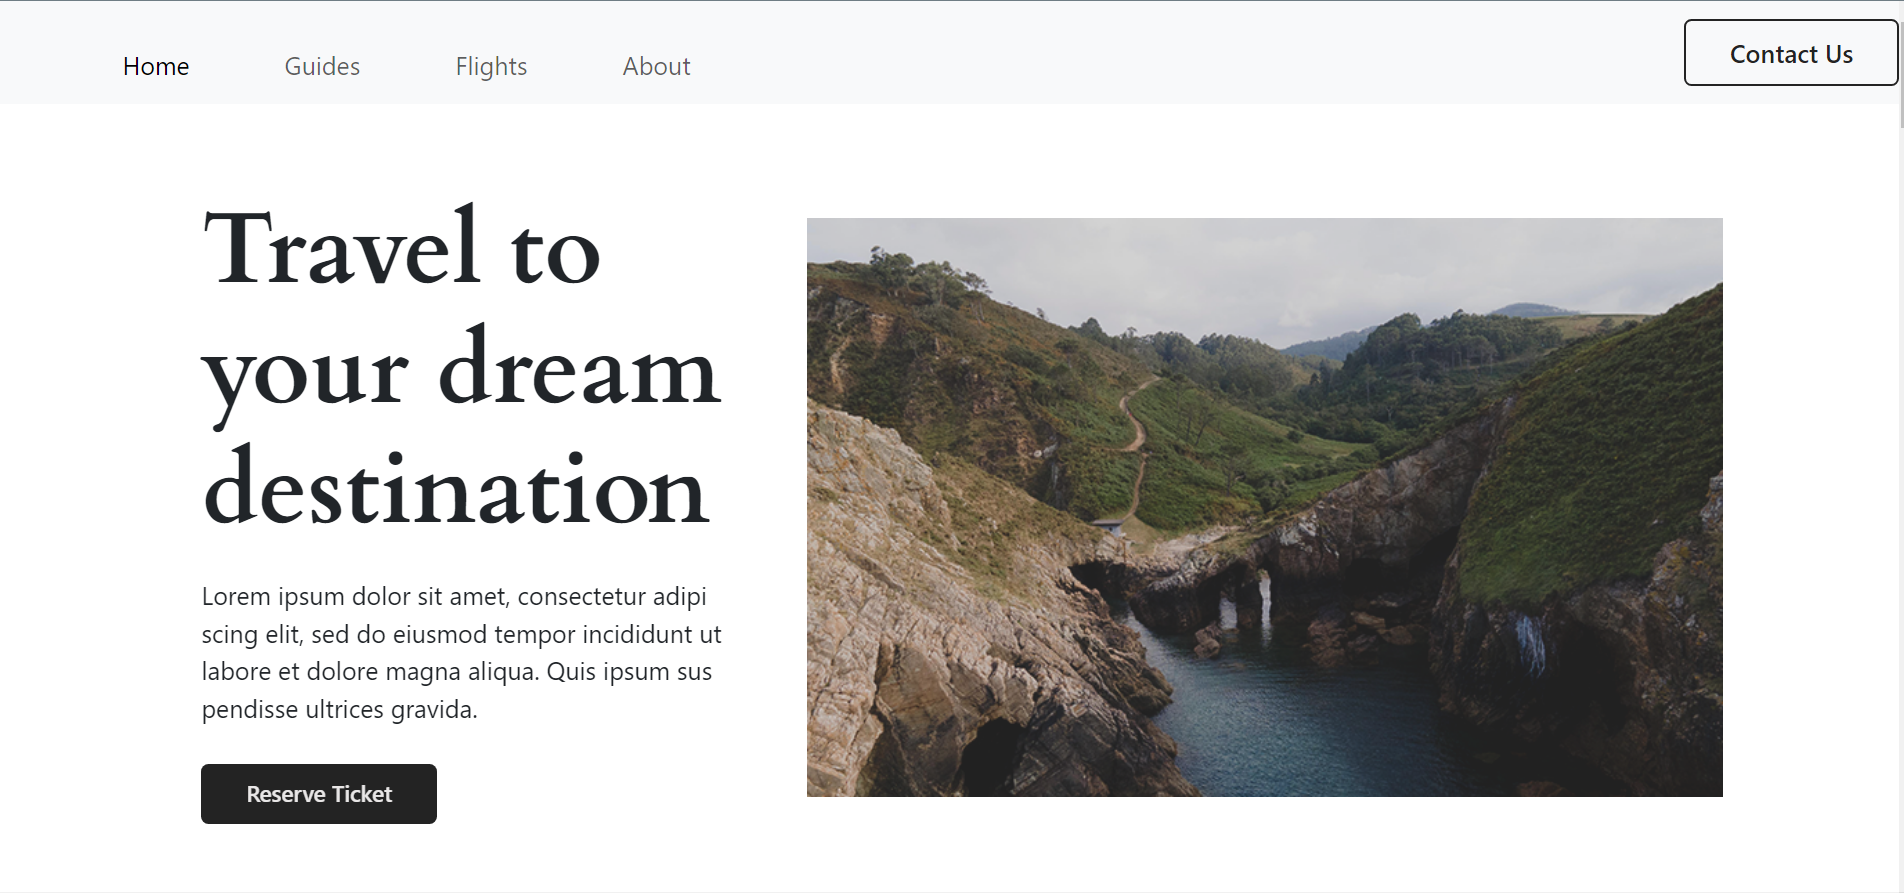 Home Guides Flights About Contact Us
Travel to
your dream
destination
Lorem ipsum dolor sit amet, consectetur adipi
scing elit, sed do eiusmod tempor incididunt ut
labore et dolore magna aliqua. Quis ipsum sus
pendisse ultrices gravida.
Reserve Ticket